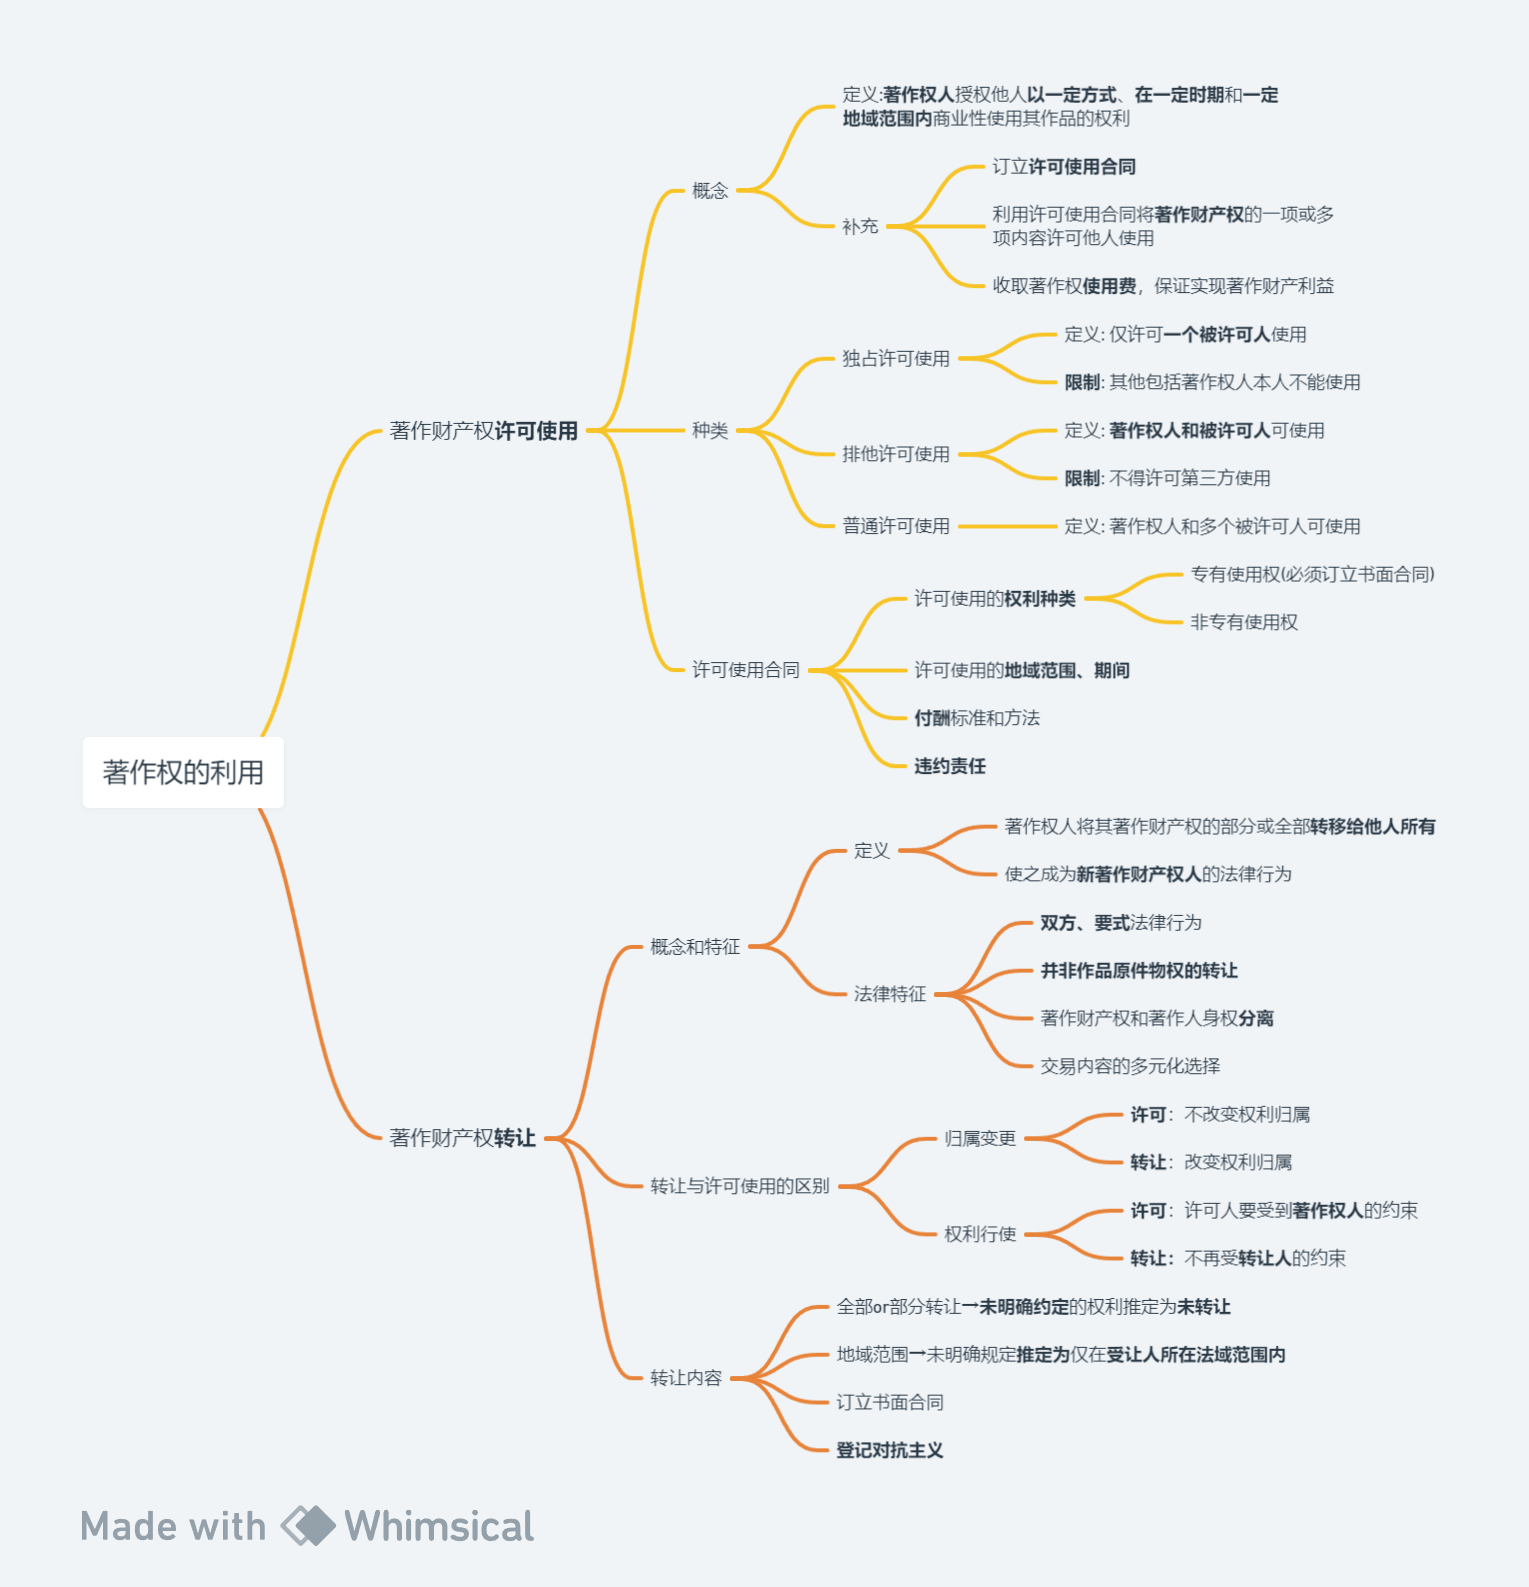 著作权的利用
著作财产权许可使用
概念
定义:著作权人授权他人以一定方式、在一定时期和一定
地域范围内商业性使用其作品的权利
补充
订立许可使用合同
利用许可使用合同将著作财产权的一项或多
项内容许可他人使用
收取著作权使用费，保证实现著作财产利益
种类
独占许可使用
定义: 仅许可一个被许可人使用
限制: 其他包括著作权人本人不能使用
排他许可使用
定义: 著作权人和被许可人可使用
限制: 不得许可第三方使用
普通许可使用
定义: 著作权人和多个被许可人可使用
许可使用合同
许可使用的权利种类
专有使用权(必须订立书面合同)
非专有使用权
许可使用的地域范围、期间
付酬标准和方法
违约责任
著作财产权转让
概念和特征
定义
著作权人将其著作财产权的部分或全部转移给他人所有
使之成为新著作财产权人的法律行为
法律特征
双方、要式法律行为
并非作品原件物权的转让
著作财产权和著作人身权分离
交易内容的多元化选择
转让与许可使用的区别
归属变更
许可：不改变权利归属
转让：改变权利归属
权利行使
许可：许可人要受到著作权人的约束
转让：不再受转让人的约束
转让内容
全部or部分转让→未明确约定的权利推定为未转让
地域范围→未明确规定推定为仅在受让人所在法域范围内
订立书面合同
登记对抗主义
Made with Whimsical